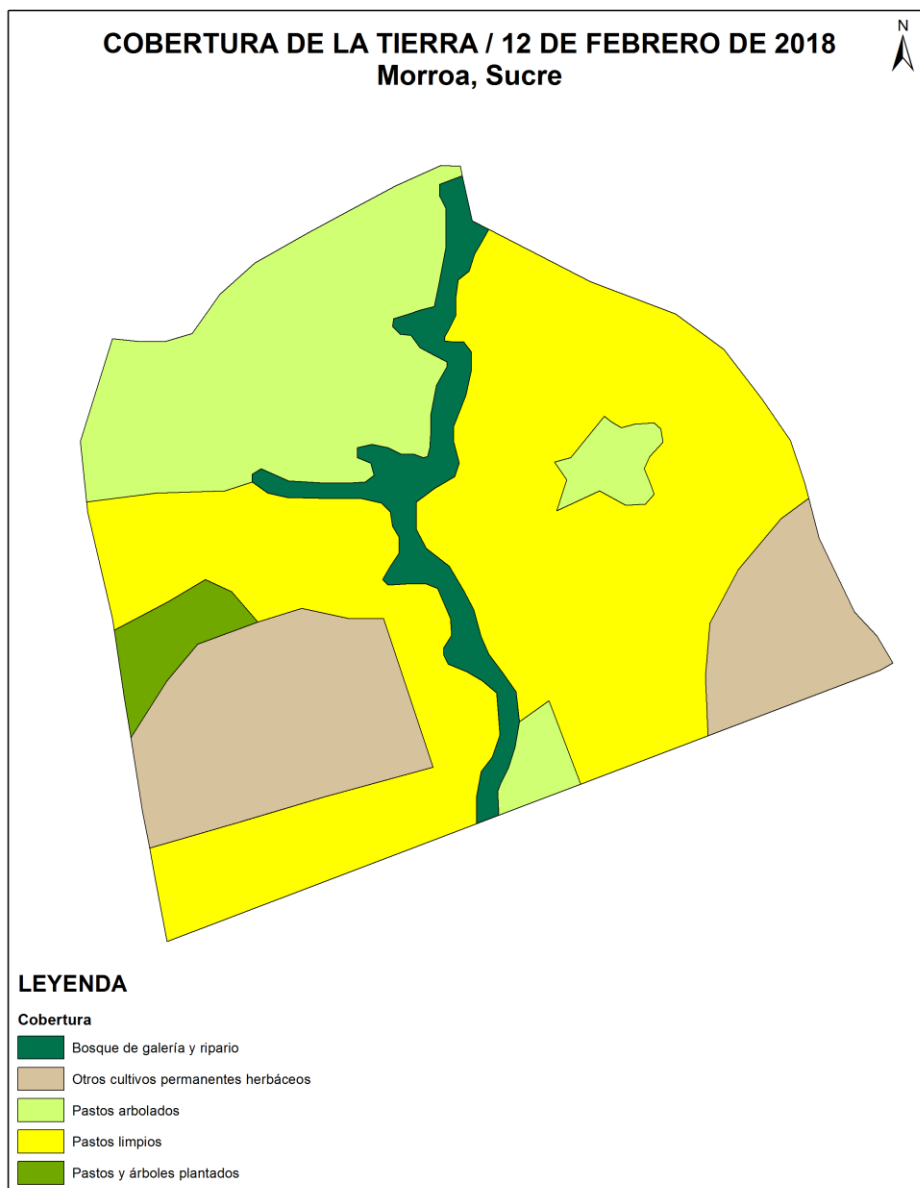 COBERTURA DE LA TIERRA / 12 DE FEBRERO DE 2018
Morroa, Sucre
N
LEYENDA
Cobertura
Bosque de galería y ripario
Otros cultivos permanentes herbáceos
Pastos arbolados
Pastos limpios
Pastos y árboles plantados